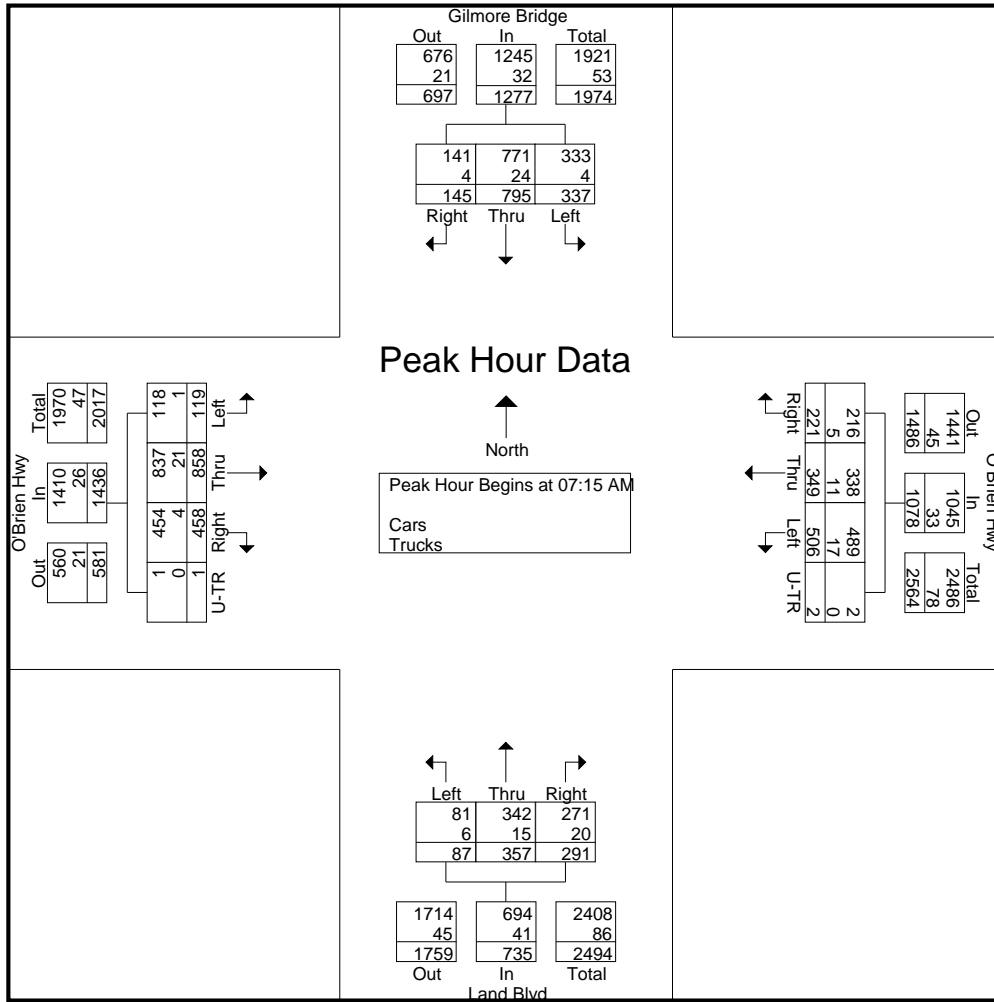 Gilmore Bridge
Out In Total
676 1245 1921
21 32 53
697 1277 1974
141 771 333
4 24 4
145 795 337
Right Thru Left
Peak Hour Data
North
Peak Hour Begins at 07:15 AM
Cars
Trucks
O'Brien Hwy
Out In Total
581 1436 2017
21 26 47
560 1410 1970
U-TR Right Thru Left
1 458 858 119
0 4 21 1
1 454 837 118
O'Brien Hwy
Out In Total
1441 1045 2486
45 33 78
1486 1078 2564
216 338 489 2
5 11 17 0
221 349 506 2
Right Thru Left U-TR
Left Thru Right
81 342 271
6 15 20
87 357 291
1714 694 2408
45 41 86
1759 735 2494
Out In Total
Land Blvd